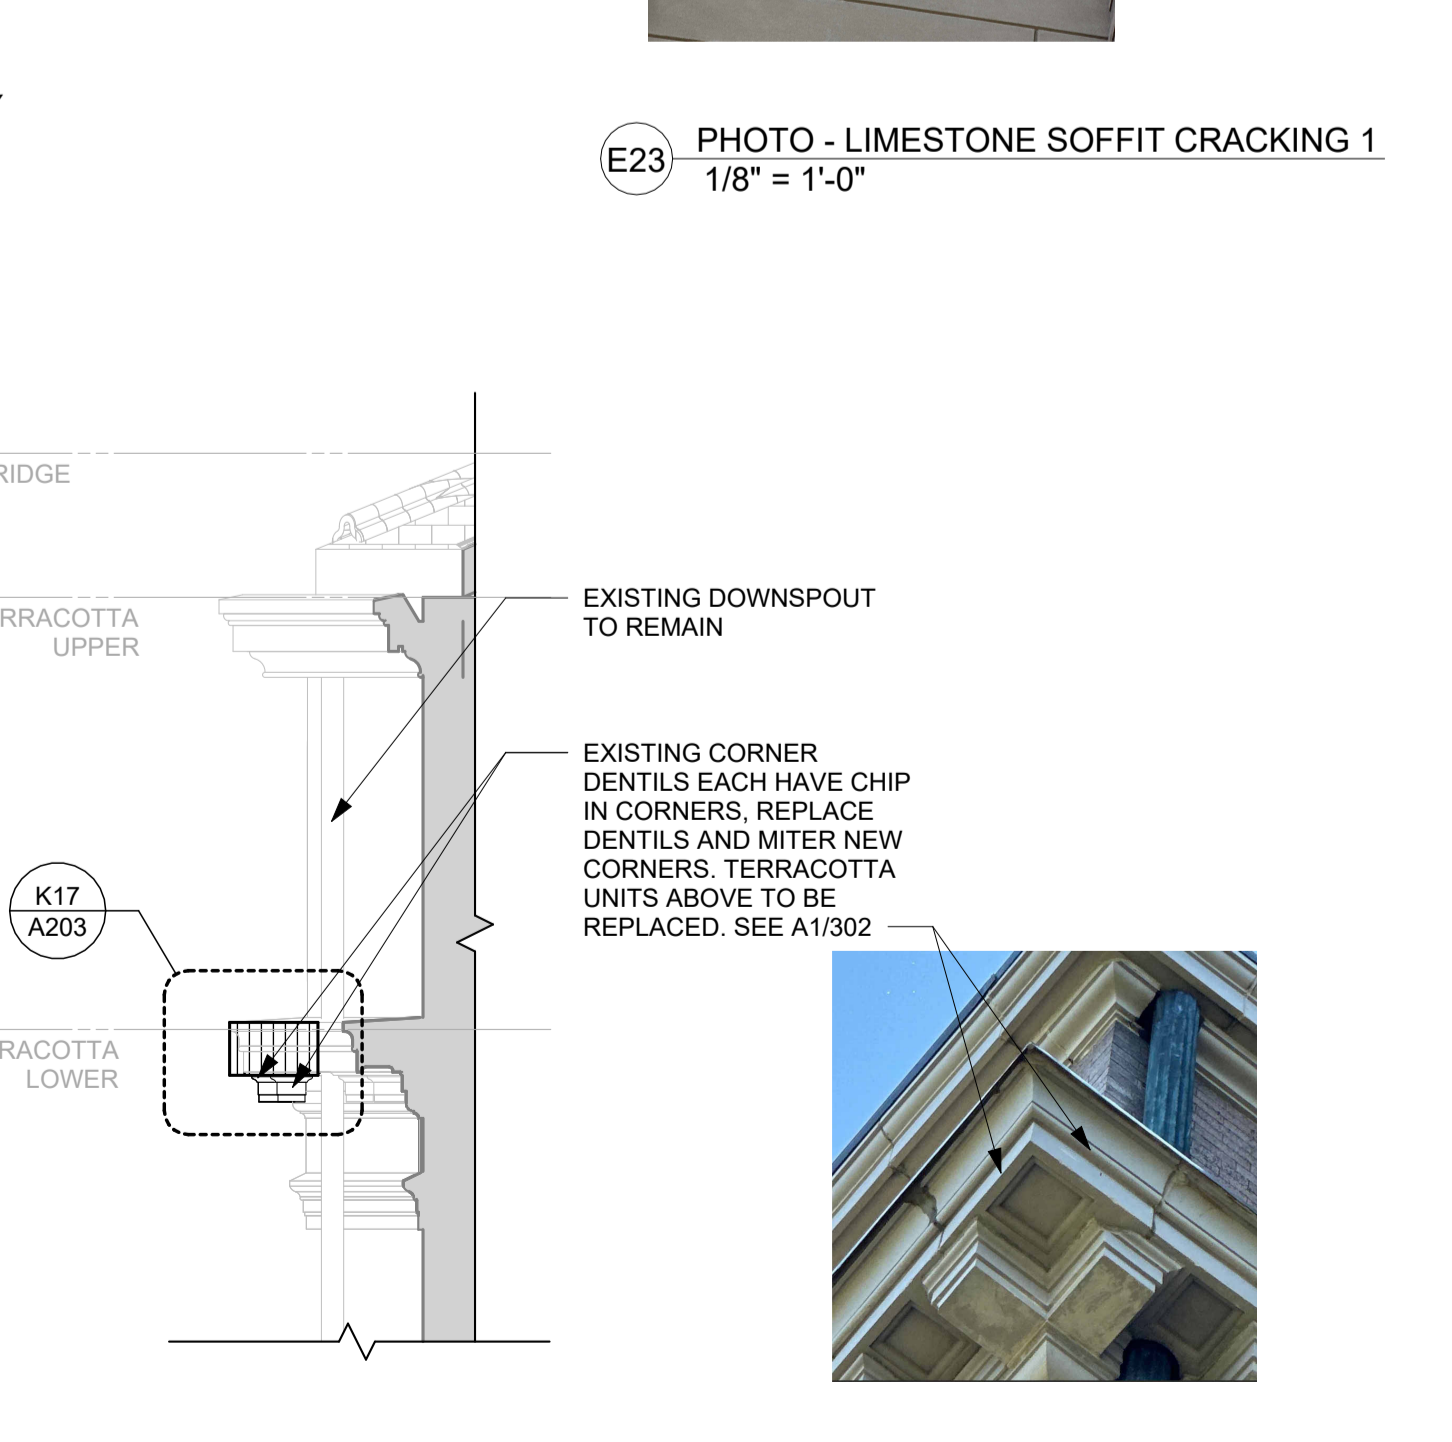 E23
PHOTO - LIMESTONE SOFFIT CRACKING 1
1/8" = 1'-0"
RIDGE
RRACOTTA
UPPER
EXISTING DOWNSPOUT
TO REMAIN
EXISTING CORNER
DENTILS EACH HAVE CHIP
IN CORNERS, REPLACE
DENTILS AND MITER NEW
CORNERS. TERRACOTTA
UNITS ABOVE TO BE
REPLACED. SEE A1/302
K17
A203
RACOTTA
LOWER